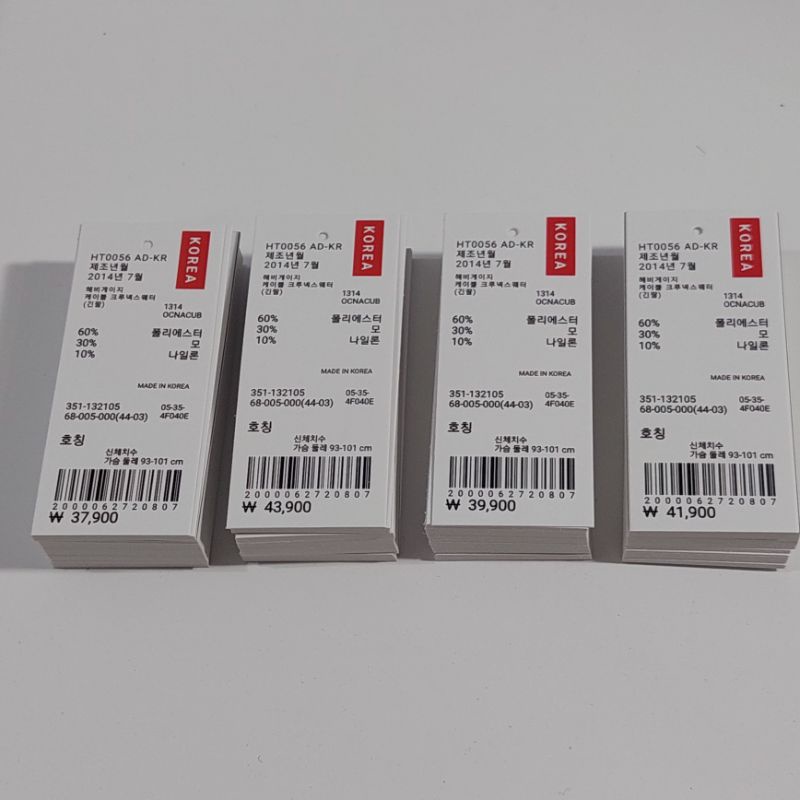 KOREA
HT0056 AD-KR
제조년월
2014년 7월
헤비게이지
케이블 크루넥스웨터
(긴팔)
1314
OCNACUB
60% 폴리에스터
30% 모
10% 나일론
MADE IN KOREA
351-132105 05-35-
68-005-000(44-03) 4F040E
호칭
신체치수
가슴 둘레 93-101 cm
2000062720807
₩ 37,900
KOREA
HT0056 AD-KR
제조년월
2014년 7월
헤비게이지
케이블 크루넥스웨터
(긴팔)
1314
OCNACUB
60% 폴리에스터
30% 모
10% 나일론
MADE IN KOREA
351-132105 05-35-
68-005-000(44-03) 4F040E
호칭
신체치수
가슴 둘레 93-101 cm
2000062720807
₩ 43,900
KOREA
HT0056 AD-KR
제조년월
2014년 7월
헤비게이지
케이블 크루넥스웨터
(긴팔)
1314
OCNACUB
60% 폴리에스터
30% 모
10% 나일론
MADE IN KOREA
351-132105 05-35-
68-005-000(44-03) 4F040E
호칭
신체치수
가슴 둘레 93-101 cm
2000062720807
₩ 39,900
KOREA
HT0056 AD-KR
제조년월
2014년 7월
헤비게이지
케이블 크루넥스웨터
(긴팔)
1314
OCNACUB
60% 폴리에스터
30% 모
10% 나일론
MADE IN KOREA
351-132105 05-35-
68-005-000(44-03) 4F040E
호칭
신체치수
가슴 둘레 93-101 cm
2000062720807
₩ 41,900